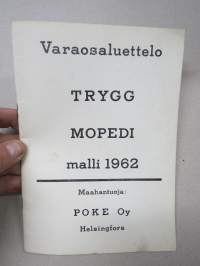 Varaosaluettelo
TRYGG
MOPEDI
malli 1962
Maahantuoja:
POKE Oy
Helsingfors